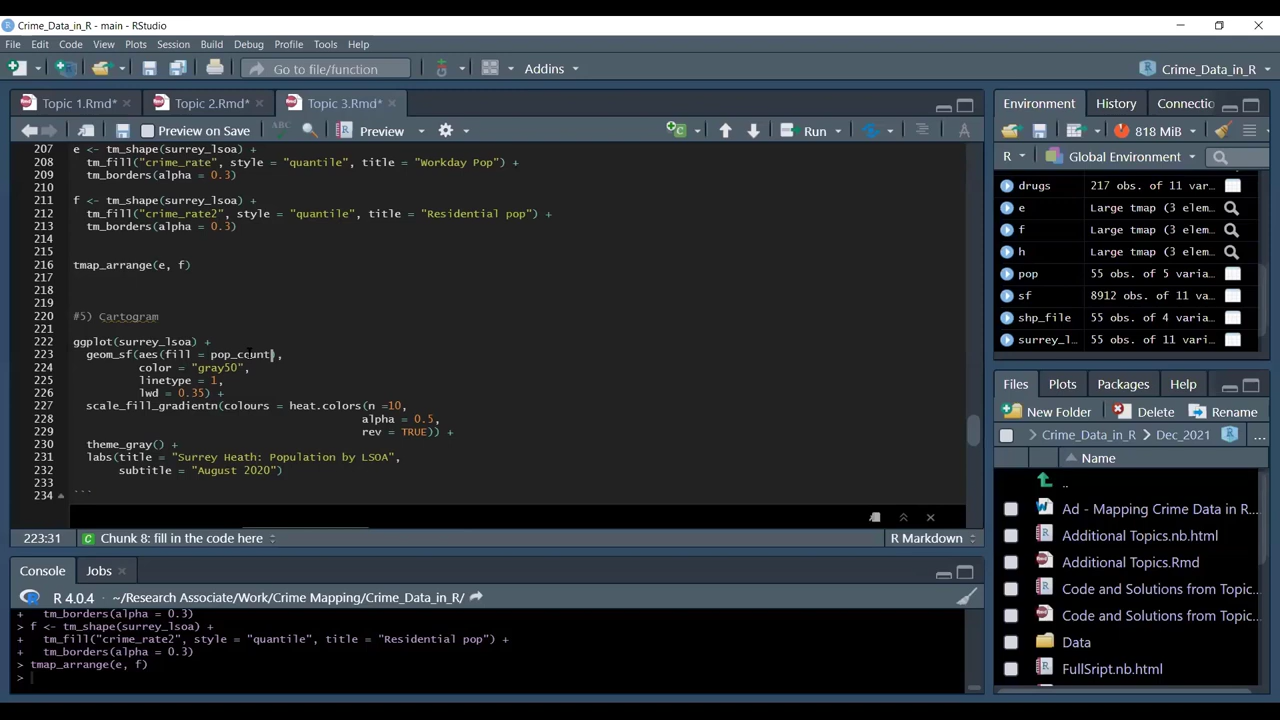 Crime_Data_in_R - main - RStudio
File Edit Code View Plots Session Build Debug Profile Tools Help
Go to file/function Addins Crime_Data_in_R
Topic 1.Rmd* Topic 2.Rmd* Topic 3.Rmd* Environment History Connectio
Preview on Save ABC Preview Run 818 MiB
R Global Environment
207 e <- tm_shape(surrey_lsoa) +
208 tm_fill("crime_rate", style = "quantile", title = "Workday Pop") +
209 tm_borders(alpha = 0.3)
210
211 f <- tm_shape(surrey_lsoa) +
212 tm_fill("crime_rate2", style = "quantile", title = "Residential pop") +
213 tm_borders(alpha = 0.3)
214
215
216 tmap_arrange(e, f)
217
218
219
220 #5) Cartogram
221
222 ggplot(surrey_lsoa) +
223 geom_sf(aes(fill = pop_count),
224 color = "gray50",
225 linetype = 1,
226 lwd = 0.35) +
227 scale_fill_gradientn(colours = heat.colors(n =10,
228 alpha = 0.5,
229 rev = TRUE)) +
230 theme_gray() +
231 labs(title = "Surrey Heath: Population by LSOA",
232 subtitle = "August 2020")
233
234 ```
223:31 Chunk 8: fill in the code here R Markdown
drugs 217 obs. of 11 var…
e Large tmap (3 elem…
f Large tmap (3 elem…
h Large tmap (3 elem…
pop 55 obs. of 5 varia…
sf 8912 obs. of 11 var…
shp_file 55 obs. of 4 varia…
surrey_l… 55 obs. of 11 vari…
Files Plots Packages Help
New Folder Delete Rename
Crime_Data_in_R Dec_2021 ...
Name
..
Ad - Mapping Crime Data in R...
Additional Topics.nb.html
Additional Topics.Rmd
Code and Solutions from Topic...
Code and Solutions from Topic...
Data
FullSript.nb.html
Console Jobs
R 4.0.4 · ~/Research Associate/Work/Crime Mapping/Crime_Data_in_R/
+ tm_borders(alpha = 0.3)
> f <- tm_shape(surrey_lsoa) +
+ tm_fill("crime_rate2", style = "quantile", title = "Residential pop") +
+ tm_borders(alpha = 0.3)
> tmap_arrange(e, f)
>